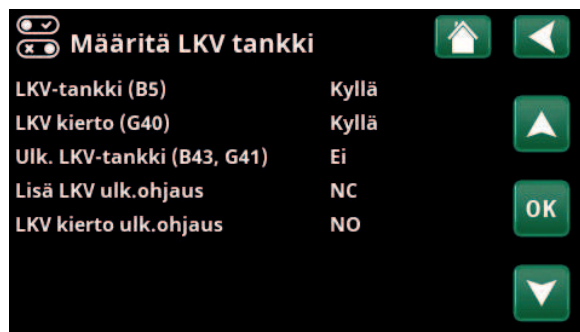 Määritä LKV tankki
LKV-tankki (B5) Kyllä
LKV kierto (G40) Kyllä
Ulk. LKV-tankki (B43, G41) Ei
Lisä LKV ulk.ohjaus NC
LKV kierto ulk.ohjaus NO
OK